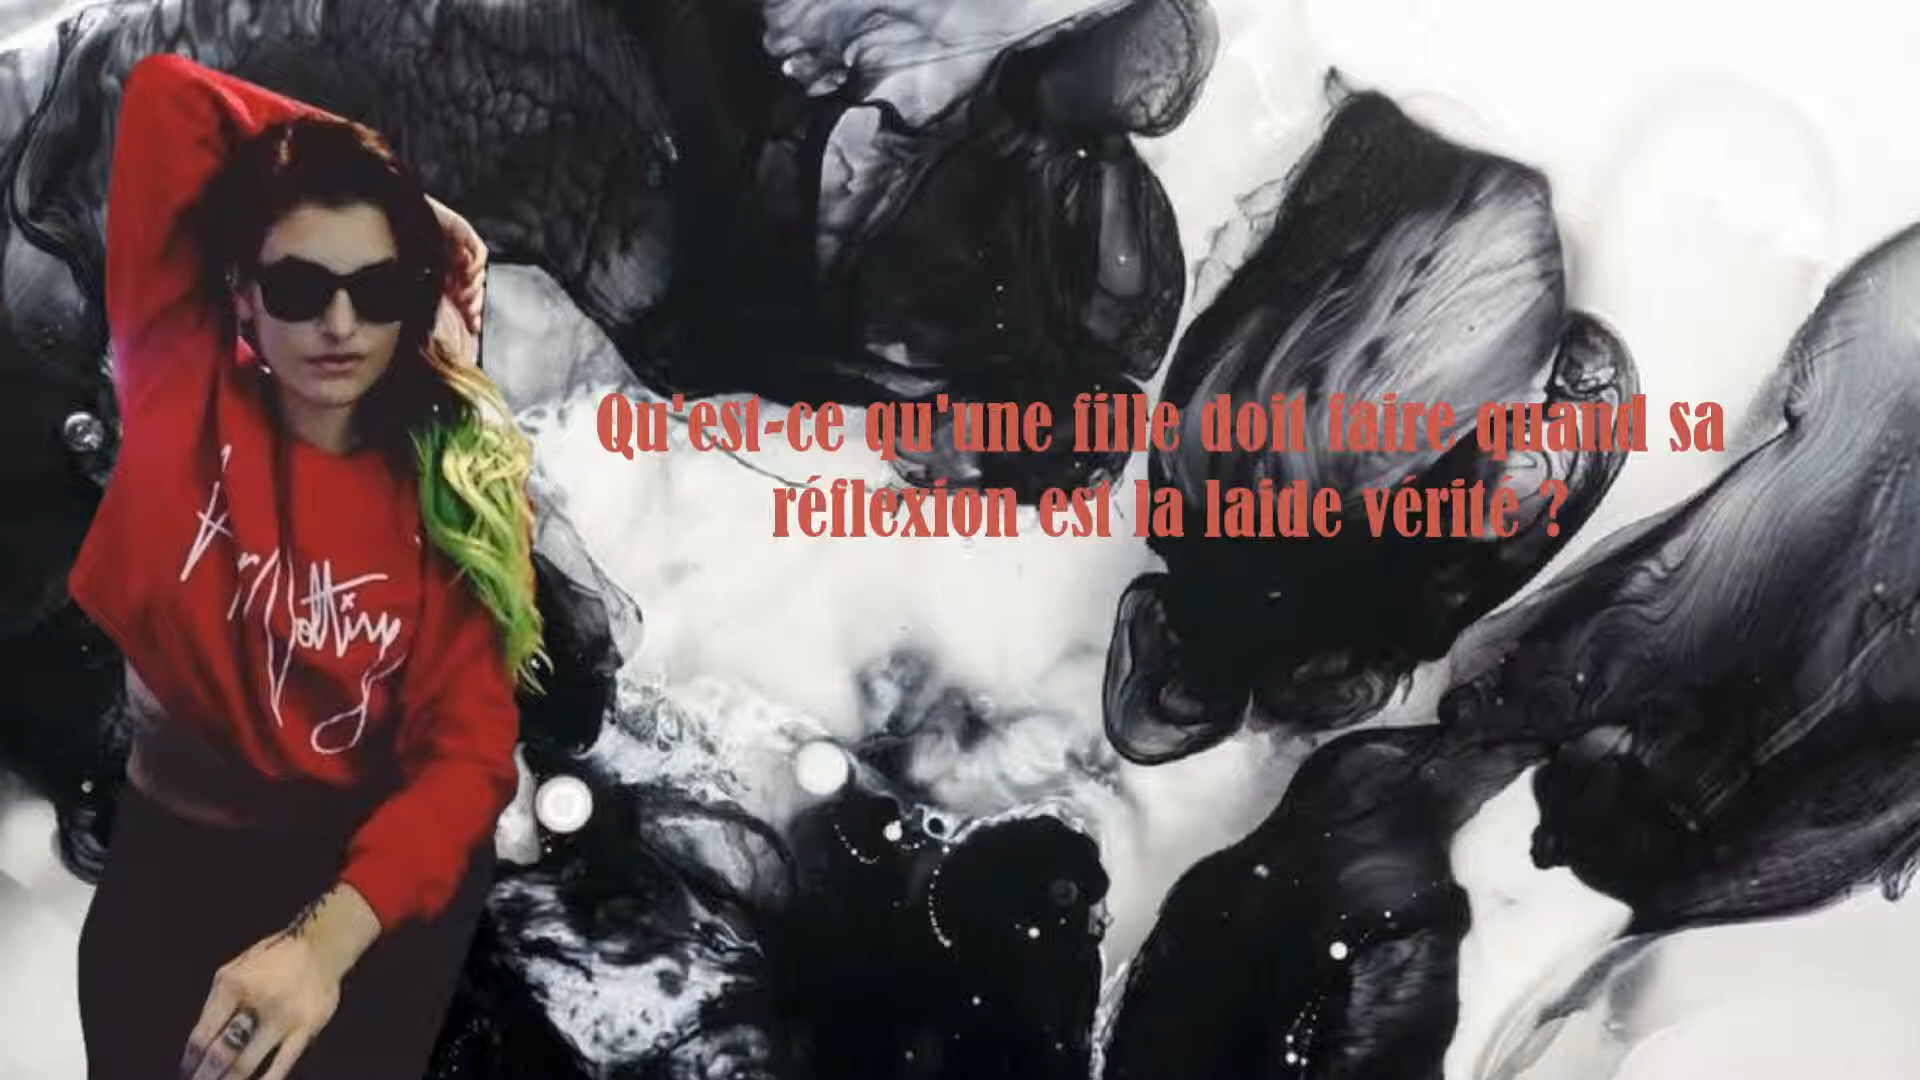 Qu'est-ce qu'une fille doit faire quand sa
réflexion est la laide vérité ?